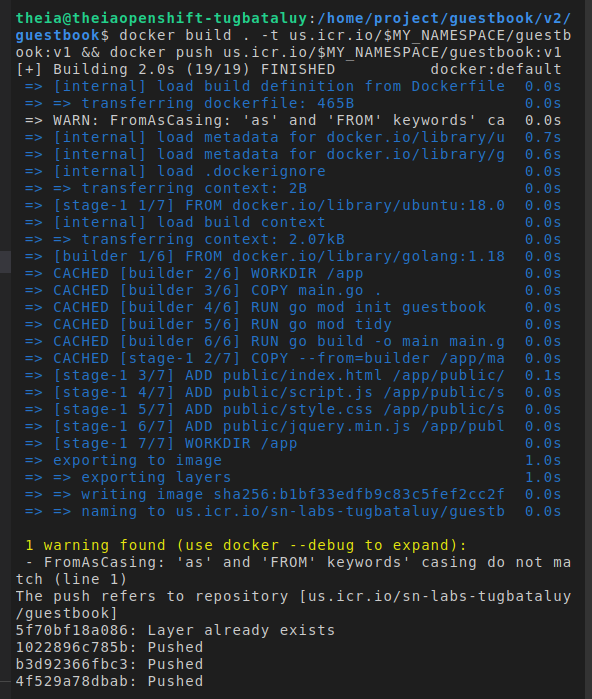 theia@theiaopenshift-tugbataluy:/home/project/guestbook/v2/
guestbook$ docker build . -t us.icr.io/$MY_NAMESPACE/guestb
ook:v1 && docker push us.icr.io/$MY_NAMESPACE/guestbook:v1
[+] Building 2.0s (19/19) FINISHED docker:default
=> [internal] load build definition from Dockerfile 0.0s
=> => transferring dockerfile: 465B 0.0s
=> WARN: FromAsCasing: 'as' and 'FROM' keywords' ca 0.0s
=> [internal] load metadata for docker.io/library/u 0.7s
=> [internal] load metadata for docker.io/library/g 0.6s
=> [internal] load .dockerignore 0.0s
=> => transferring context: 2B 0.0s
=> [stage-1 1/7] FROM docker.io/library/ubuntu:18.0 0.0s
=> [internal] load build context 0.0s
=> => transferring context: 2.07kB 0.0s
=> [builder 1/6] FROM docker.io/library/golang:1.18 0.0s
=> CACHED [builder 2/6] WORKDIR /app 0.0s
=> CACHED [builder 3/6] COPY main.go . 0.0s
=> CACHED [builder 4/6] RUN go mod init guestbook 0.0s
=> CACHED [builder 5/6] RUN go mod tidy 0.0s
=> CACHED [builder 6/6] RUN go build -o main main.g 0.0s
=> CACHED [stage-1 2/7] COPY --from=builder /app/ma 0.0s
=> [stage-1 3/7] ADD public/index.html /app/public/ 0.1s
=> [stage-1 4/7] ADD public/script.js /app/public/s 0.0s
=> [stage-1 5/7] ADD public/style.css /app/public/s 0.0s
=> [stage-1 6/7] ADD public/jquery.min.js /app/publ 0.0s
=> [stage-1 7/7] WORKDIR /app 0.0s
=> exporting to image 1.0s
=> => exporting layers 1.0s
=> => writing image sha256:b1bf33edfb9c83c5fef2cc2f 0.0s
=> => naming to us.icr.io/sn-labs-tugbataluy/guestb 0.0s
1 warning found (use docker --debug to expand):
- FromAsCasing: 'as' and 'FROM' keywords' casing do not ma
tch (line 1)
The push refers to repository [us.icr.io/sn-labs-tugbataluy
/guestbook]
5f70bf18a086: Layer already exists
1022896c785b: Pushed
b3d92366fbc3: Pushed
4f529a78dbab: Pushed